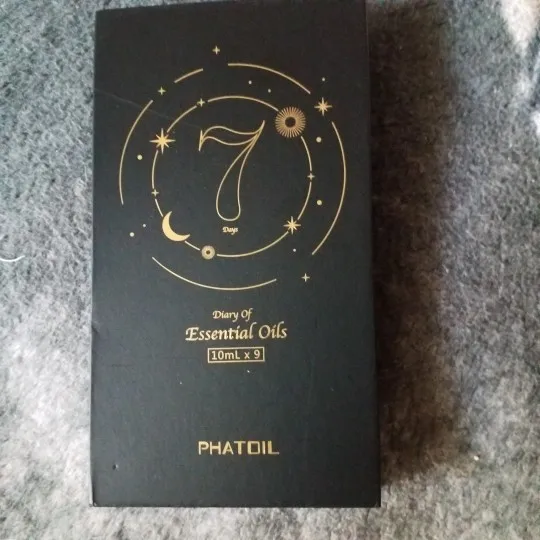 7
Days
Diary Of
Essential Oils
10mL x 9
PHATOIL